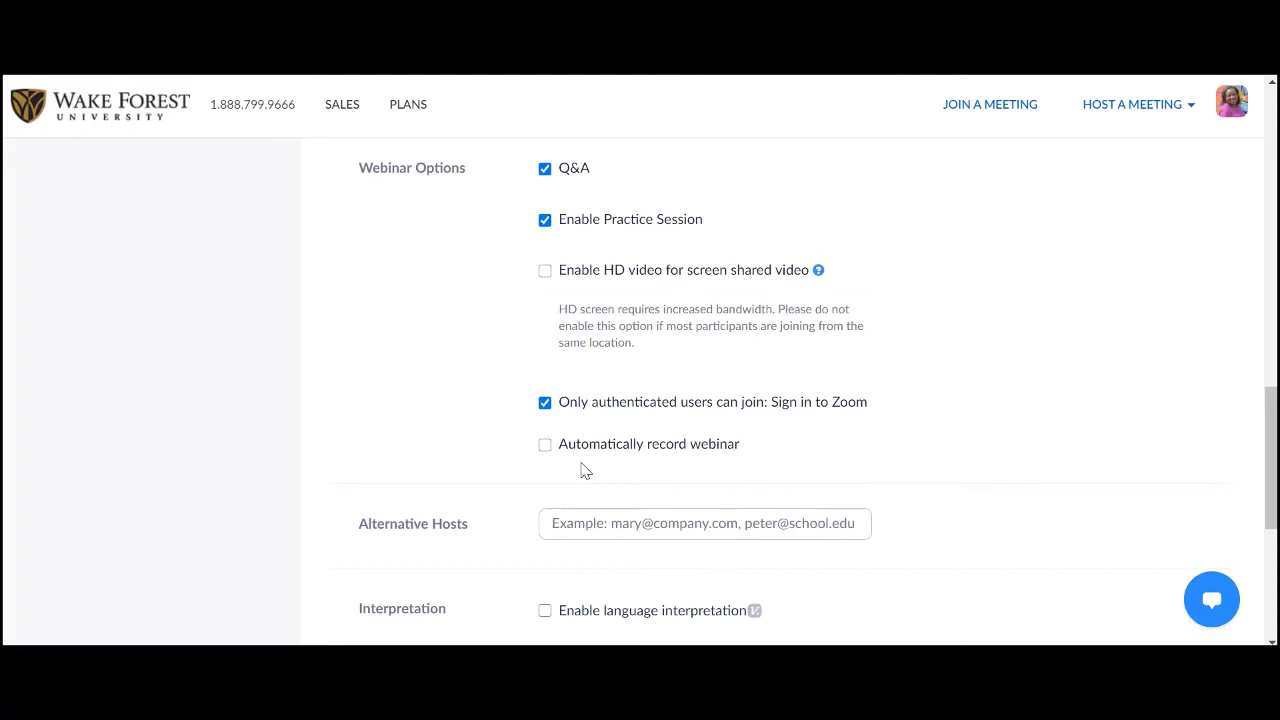 WAKE FOREST
UNIVERSITY
1.888.799.9666
SALES
PLANS
JOIN A MEETING
HOST A MEETING
Webinar Options
Q&A
Enable Practice Session
Enable HD video for screen shared video
HD screen requires increased bandwidth. Please do not
enable this option if most participants are joining from the
same location.
Only authenticated users can join: Sign in to Zoom
Automatically record webinar
Alternative Hosts
Example: mary@company.com, peter@school.edu
Interpretation
Enable language interpretation